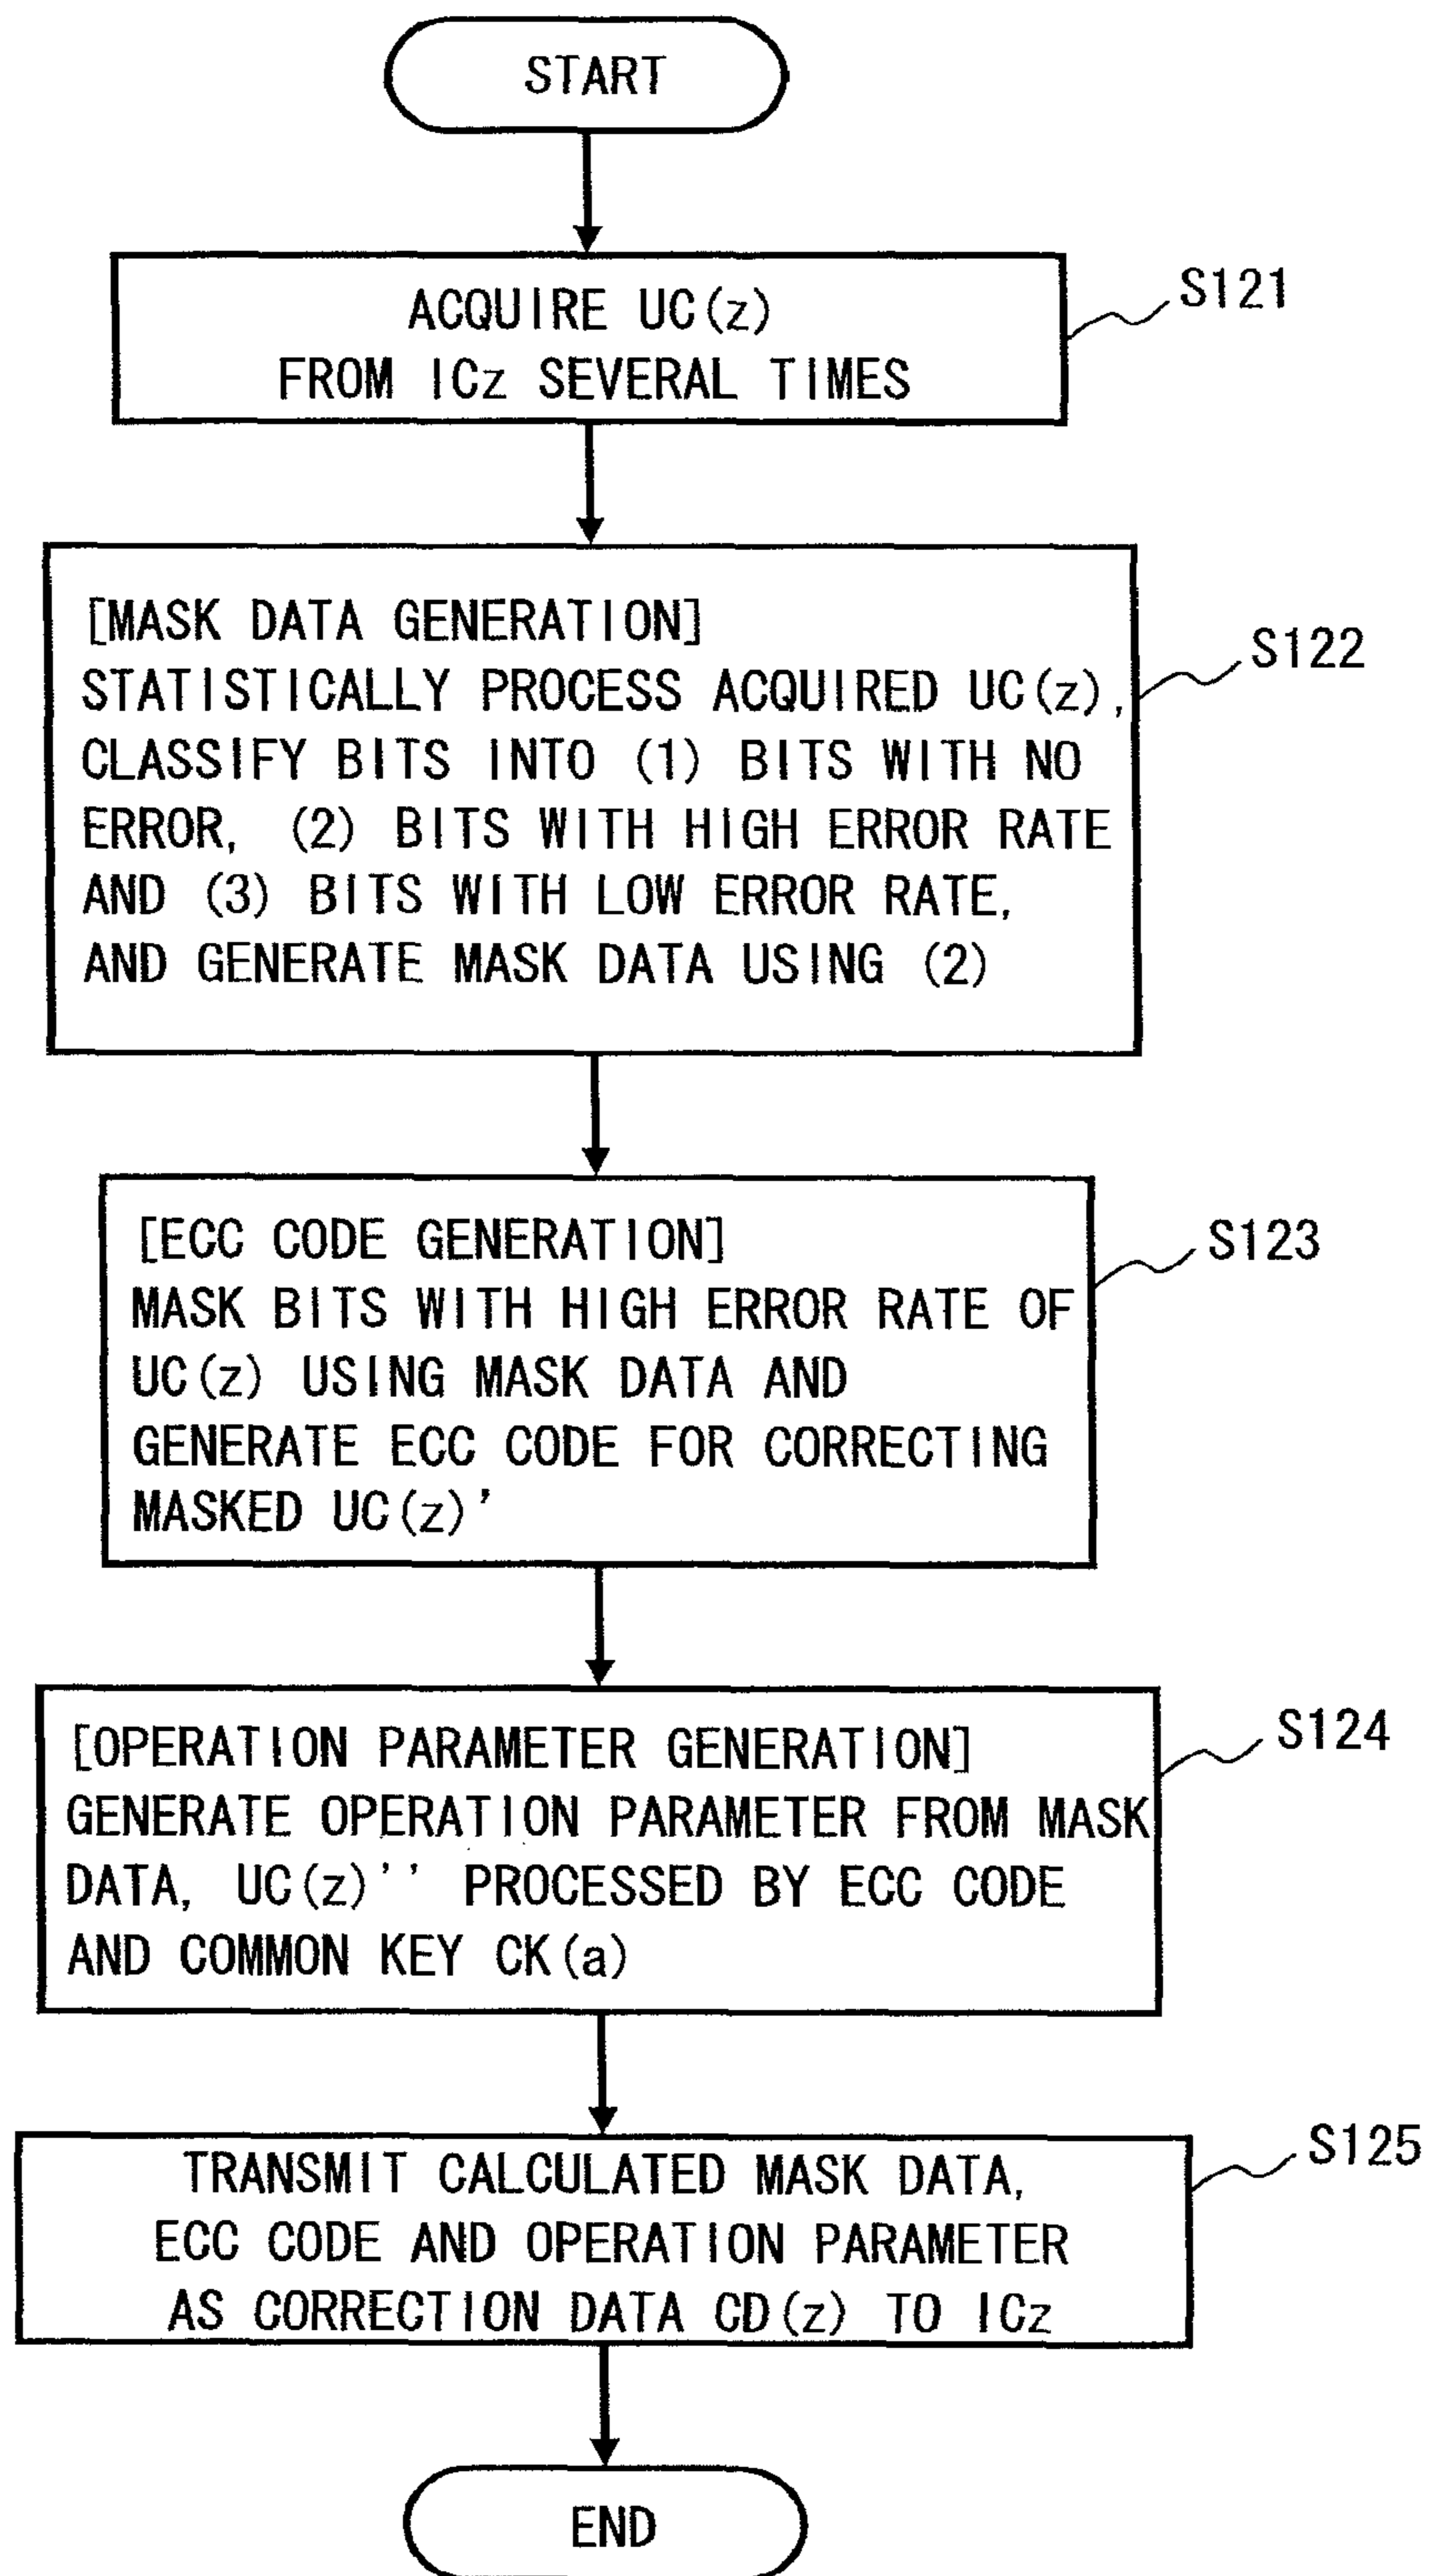 START
ACQUIRE UC(z)
FROM ICz SEVERAL TIMES
S121
[MASK DATA GENERATION]
STATISTICALLY PROCESS ACQUIRED UC(z),
CLASSIFY BITS INTO (1) BITS WITH NO
ERROR, (2) BITS WITH HIGH ERROR RATE
AND (3) BITS WITH LOW ERROR RATE,
AND GENERATE MASK DATA USING (2)
S122
[ECC CODE GENERATION]
MASK BITS WITH HIGH ERROR RATE OF
UC(z) USING MASK DATA AND
GENERATE ECC CODE FOR CORRECTING
MASKED UC(z)'
S123
[OPERATION PARAMETER GENERATION]
GENERATE OPERATION PARAMETER FROM MASK
DATA, UC(z)'' PROCESSED BY ECC CODE
AND COMMON KEY CK(a)
S124
TRANSMIT CALCULATED MASK DATA,
ECC CODE AND OPERATION PARAMETER
AS CORRECTION DATA CD(z) TO ICz
S125
END